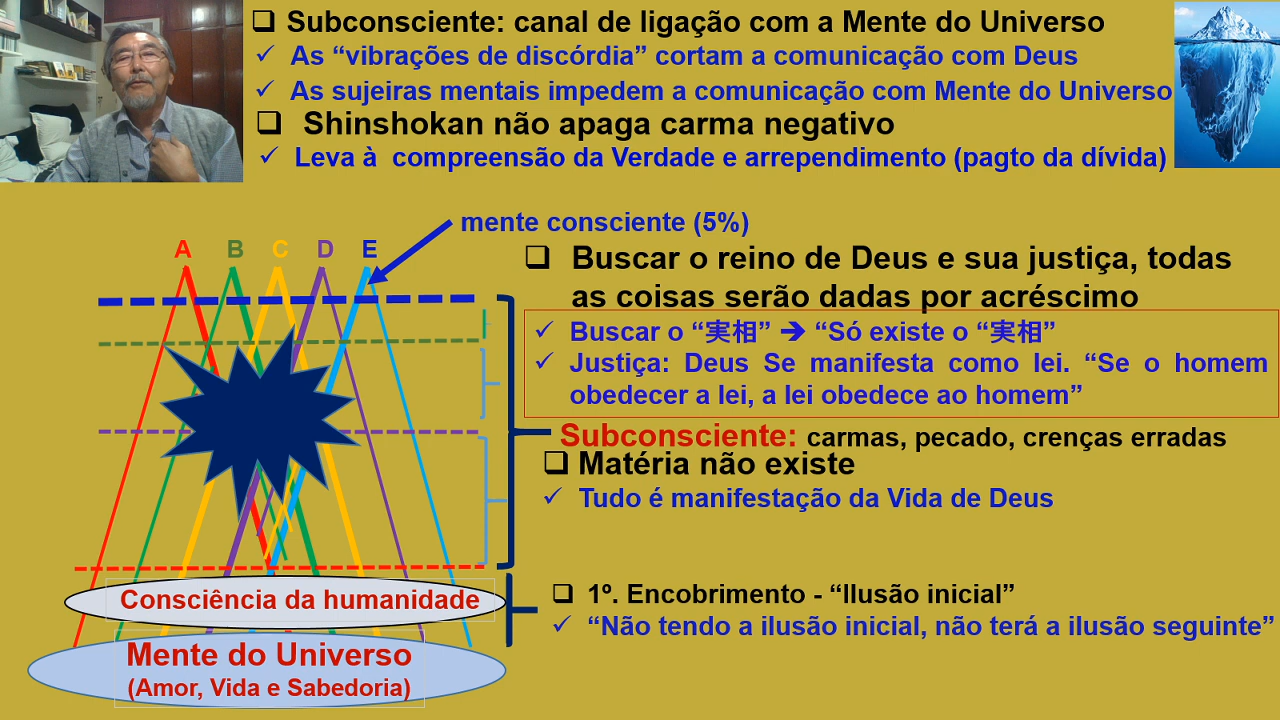 ❑ Subconsciente: canal de ligação com a Mente do Universo
✓ As “vibrações de discórdia” cortam a comunicação com Deus
✓ As sujeiras mentais impedem a comunicação com Mente do Universo
❑ Shinshokan não apaga carma negativo
✓ Leva à compreensão da Verdade e arrependimento (pagto da dívida)
mente consciente (5%)
A B C D E
❑ Buscar o reino de Deus e sua justiça, todas
as coisas serão dadas por acréscimo
✓ Buscar o “実相” ➔ “Só existe o “実相”
✓ Justiça: Deus Se manifesta como lei. “Se o homem
obedecer a lei, a lei obedece ao homem”
Subconsciente: carmas, pecado, crenças erradas
❑ Matéria não existe
✓ Tudo é manifestação da Vida de Deus
Consciência da humanidade
❑ 1º. Encobrimento - “Ilusão inicial”
✓ “Não tendo a ilusão inicial, não terá a ilusão seguinte”
Mente do Universo
(Amor, Vida e Sabedoria)